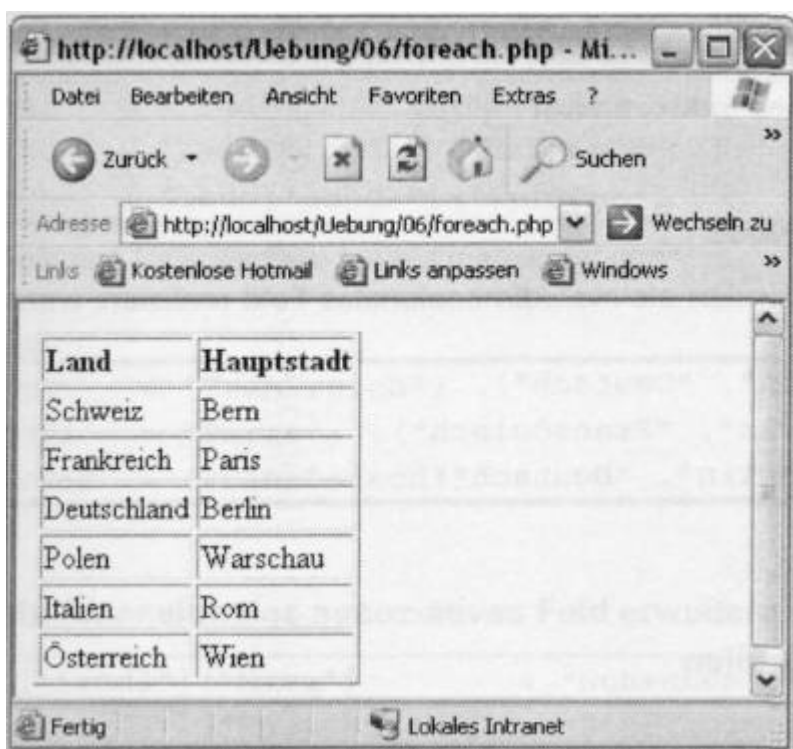 http://localhost/Uebung/06/foreach.php - Mi...
Datei Bearbeiten Ansicht Favoriten Extras ?
Zurück Suchen
Adresse http://localhost/Uebung/06/foreach.php Wechseln zu
Links Kostenlose Hotmail Links anpassen Windows
Land Hauptstadt
Schweiz Bern
Frankreich Paris
Deutschland Berlin
Polen Warschau
Italien Rom
Österreich Wien
Fertig Lokales Intranet